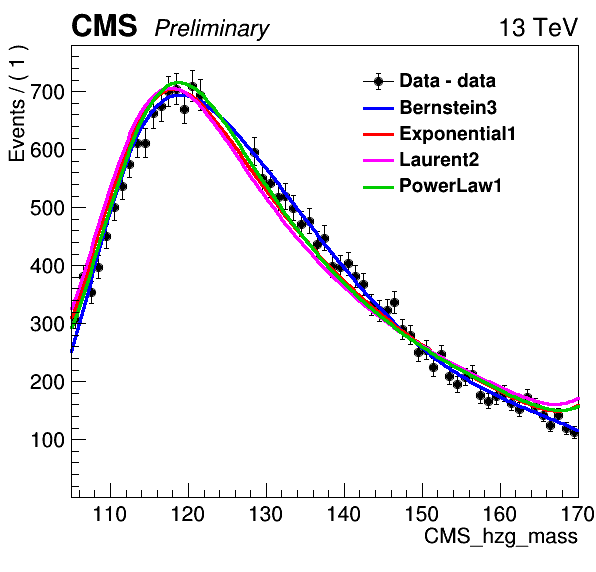 CMS Preliminary 13 TeV
Events / ( 1 )
Data - data
Bernstein3
Exponential1
Laurent2
PowerLaw1
700
600
500
400
300
200
100
110 120 130 140 150 160 170
CMS_hzg_mass